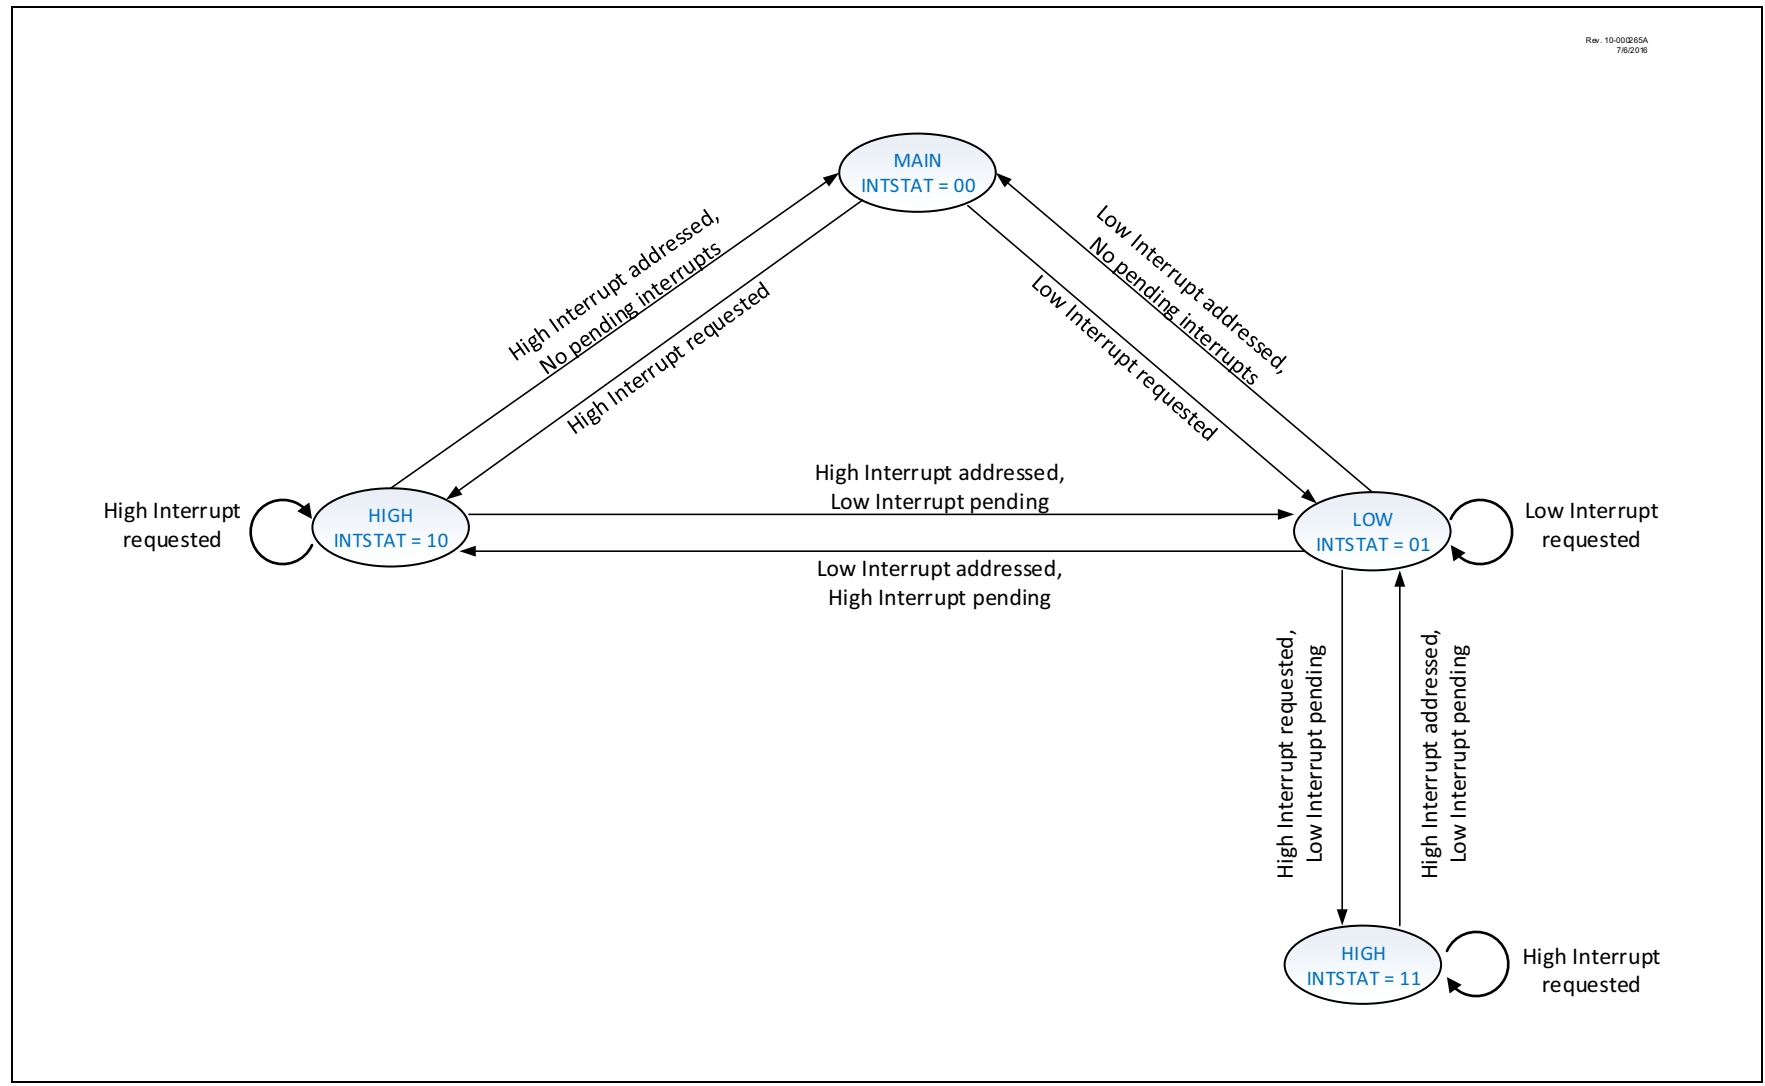 Rev. 10-000265A
7/6/2016
MAIN
INTSTAT = 00
High Interrupt addressed,
No pending interrupts
High Interrupt requested
Low Interrupt addressed,
No pending interrupts
Low Interrupt requested
High Interrupt addressed,
Low Interrupt pending
High Interrupt
requested
HIGH
INTSTAT = 10
LOW
INTSTAT = 01
Low Interrupt
requested
Low Interrupt addressed,
High Interrupt pending
High Interrupt requested,
Low Interrupt pending
High Interrupt addressed,
Low Interrupt pending
HIGH
INTSTAT = 11
High Interrupt
requested